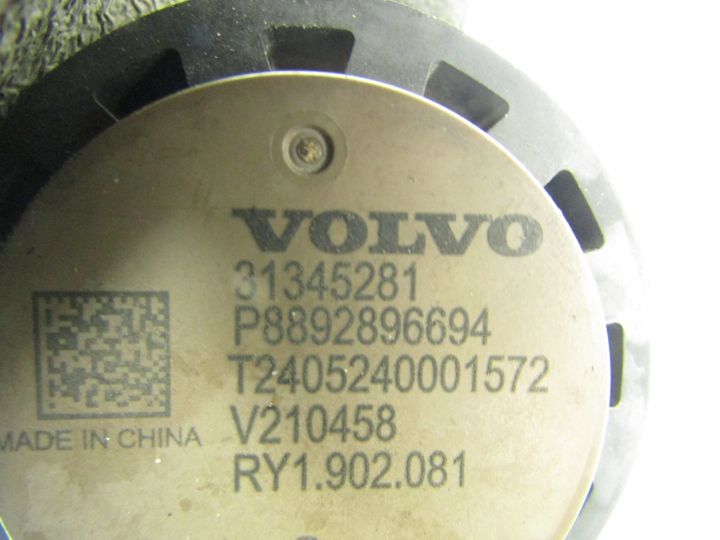 VOLVO
31345281
P8892896694
T2405240001572
V210458
MADE IN CHINA
RY1.902.081